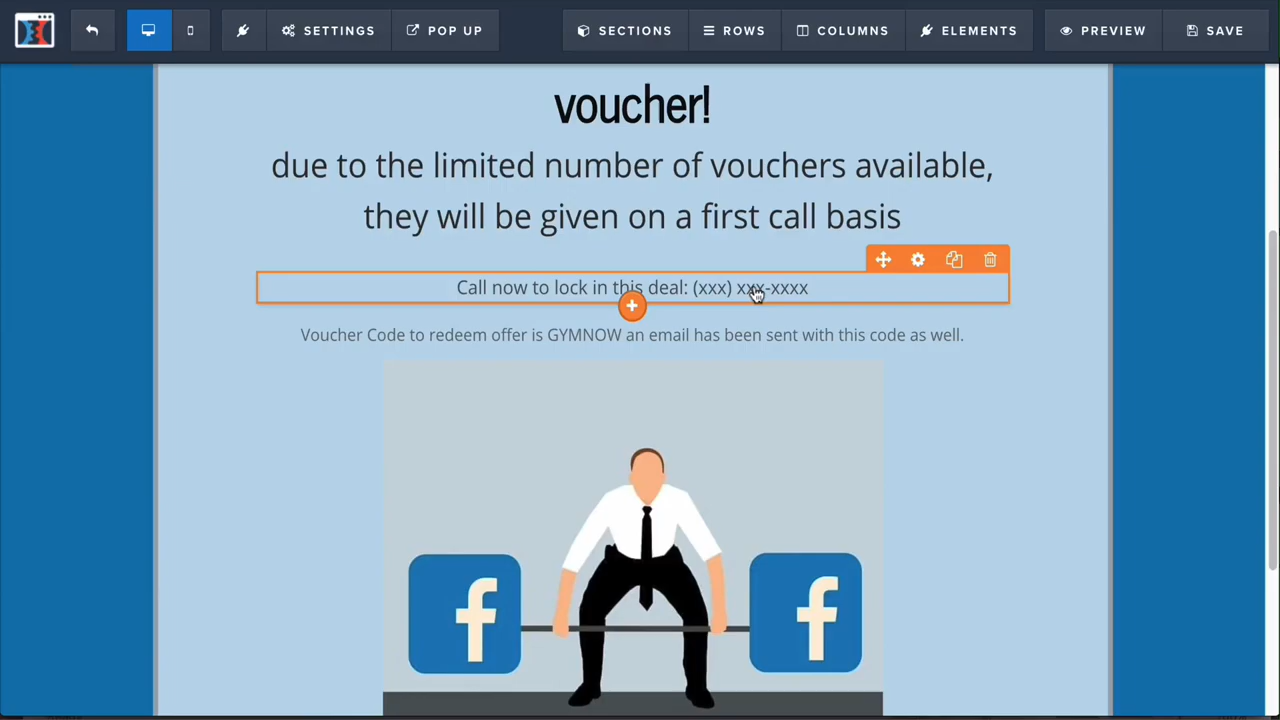 SETTINGS
POP UP
SECTIONS
ROWS
COLUMNS
ELEMENTS
PREVIEW
SAVE
voucher!
due to the limited number of vouchers available,
they will be given on a first call basis
Call now to lock in this deal: (xxx) xxx-xxxx
Voucher Code to redeem offer is GYMNOW an email has been sent with this code as well.
f
f